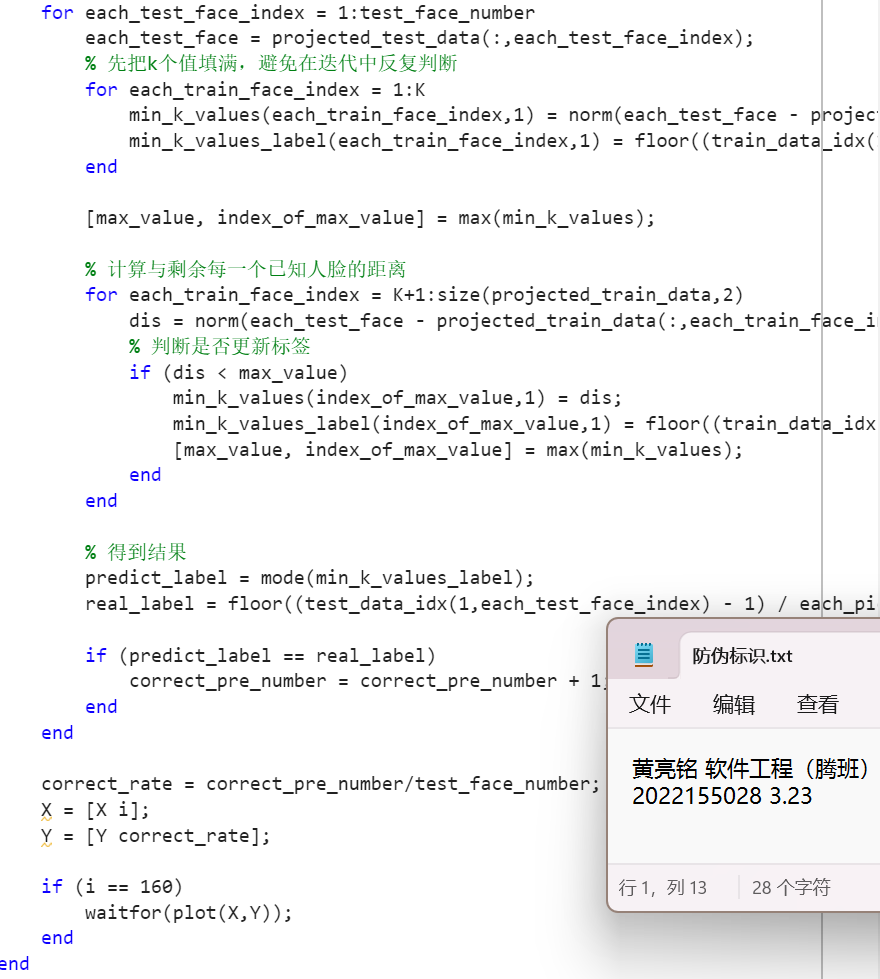 for each_test_face_index = 1:test_face_number
each_test_face = projected_test_data(:,each_test_face_index);
% 先把k个值填满，避免在迭代中反复判断
for each_train_face_index = 1:K
min_k_values(each_train_face_index,1) = norm(each_test_face - projec
min_k_values_label(each_train_face_index,1) = floor((train_data_idx(
end
[max_value, index_of_max_value] = max(min_k_values);
% 计算与剩余每一个已知人脸的距离
for each_train_face_index = K+1:size(projected_train_data,2)
dis = norm(each_test_face - projected_train_data(:,each_train_face_i
% 判断是否更新标签
if (dis < max_value)
min_k_values(index_of_max_value,1) = dis;
min_k_values_label(index_of_max_value,1) = floor((train_data_idx
[max_value, index_of_max_value] = max(min_k_values);
end
end
% 得到结果
predict_label = mode(min_k_values_label);
real_label = floor((test_data_idx(1,each_test_face_index) - 1) / each_pi
if (predict_label == real_label)
correct_pre_number = correct_pre_number + 1;
end
end
correct_rate = correct_pre_number/test_face_number;
X = [X i];
Y = [Y correct_rate];
if (i == 160)
waitfor(plot(X,Y));
end
end
防伪标识.txt
文件 编辑 查看
黄亮铭 软件工程（腾班）
2022155028 3.23
行 1，列 13 28 个字符